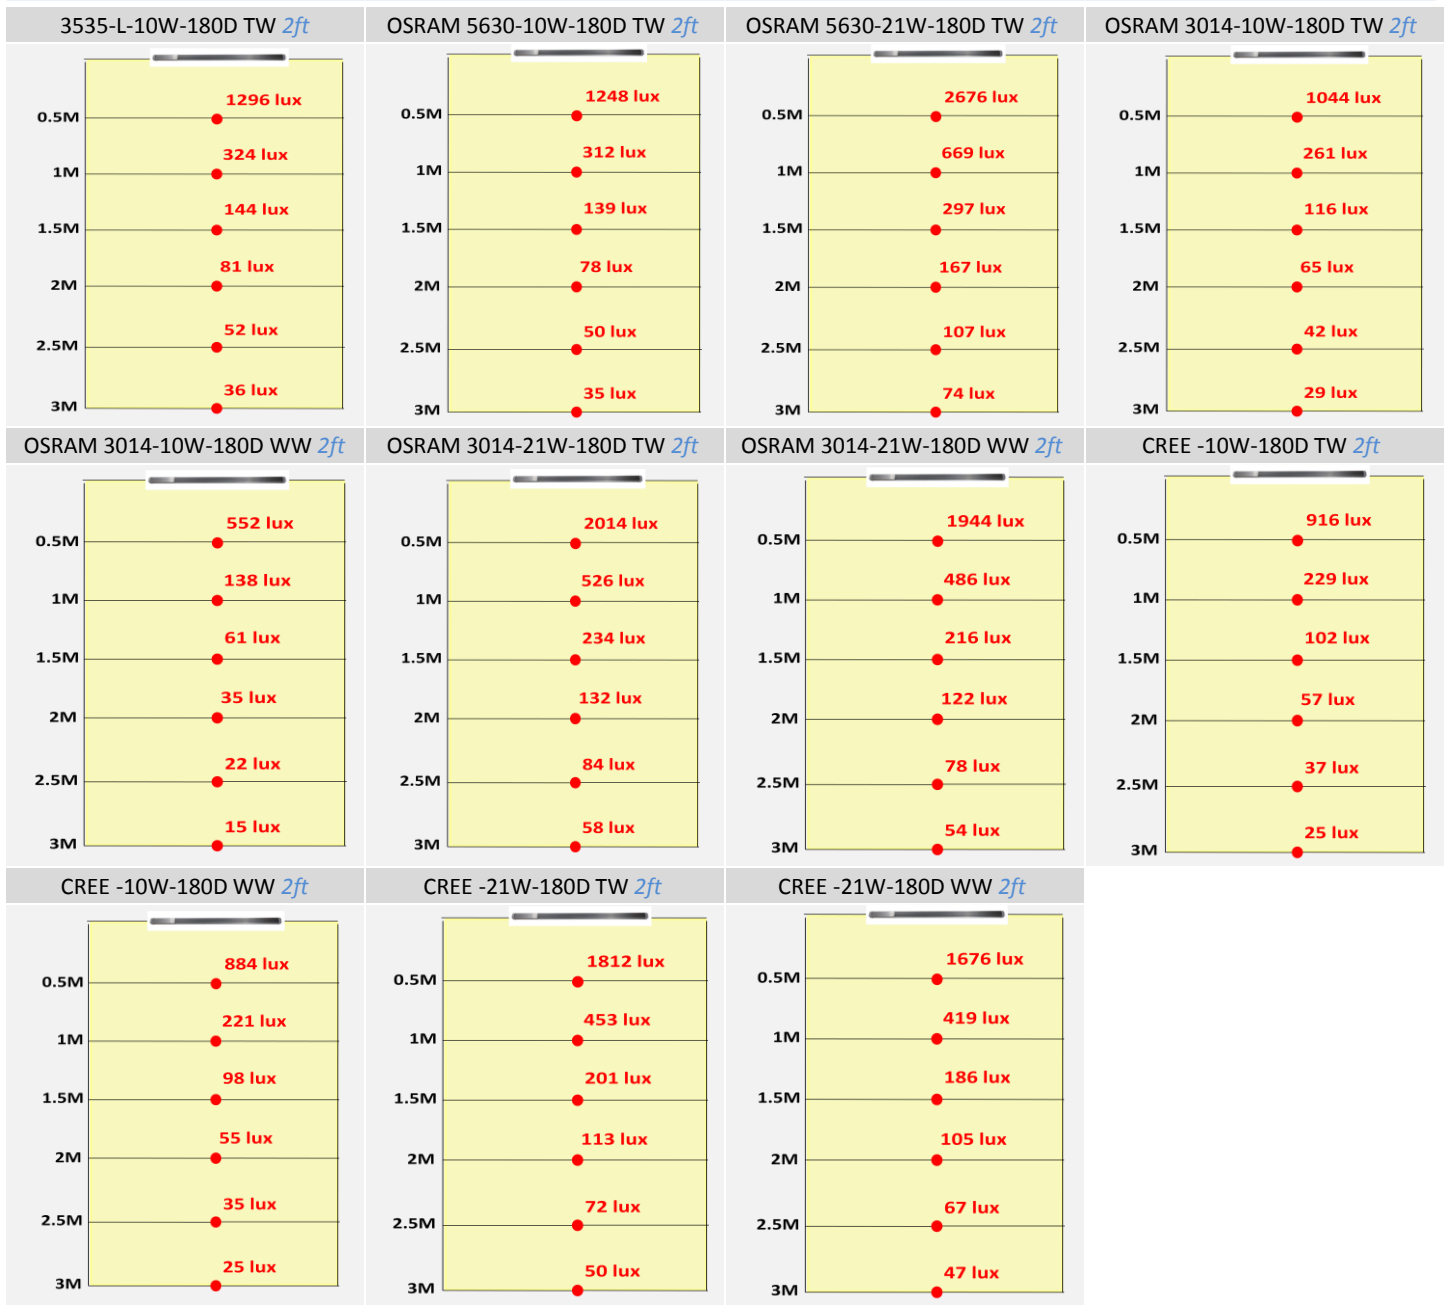 3535-L-10W-180D TW 2ft
1296 lux
0.5M
324 lux
1M
144 lux
1.5M
81 lux
2M
52 lux
2.5M
36 lux
3M
OSRAM 5630-10W-180D TW 2ft
1248 lux
0.5M
312 lux
1M
139 lux
1.5M
78 lux
2M
50 lux
2.5M
35 lux
3M
OSRAM 5630-21W-180D TW 2ft
2676 lux
0.5M
669 lux
1M
297 lux
1.5M
167 lux
2M
107 lux
2.5M
74 lux
3M
OSRAM 3014-10W-180D TW 2ft
1044 lux
0.5M
261 lux
1M
116 lux
1.5M
65 lux
2M
42 lux
2.5M
29 lux
3M
OSRAM 3014-10W-180D WW 2ft
552 lux
0.5M
138 lux
1M
61 lux
1.5M
35 lux
2M
22 lux
2.5M
15 lux
3M
OSRAM 3014-21W-180D TW 2ft
2014 lux
0.5M
526 lux
1M
234 lux
1.5M
132 lux
2M
84 lux
2.5M
58 lux
3M
OSRAM 3014-21W-180D WW 2ft
1944 lux
0.5M
486 lux
1M
216 lux
1.5M
122 lux
2M
78 lux
2.5M
54 lux
3M
CREE -10W-180D TW 2ft
916 lux
0.5M
229 lux
1M
102 lux
1.5M
57 lux
2M
37 lux
2.5M
25 lux
3M
CREE -10W-180D WW 2ft
884 lux
0.5M
221 lux
1M
98 lux
1.5M
55 lux
2M
35 lux
2.5M
25 lux
3M
CREE -21W-180D TW 2ft
1812 lux
0.5M
453 lux
1M
201 lux
1.5M
113 lux
2M
72 lux
2.5M
50 lux
3M
CREE -21W-180D WW 2ft
1676 lux
0.5M
419 lux
1M
186 lux
1.5M
105 lux
2M
67 lux
2.5M
47 lux
3M